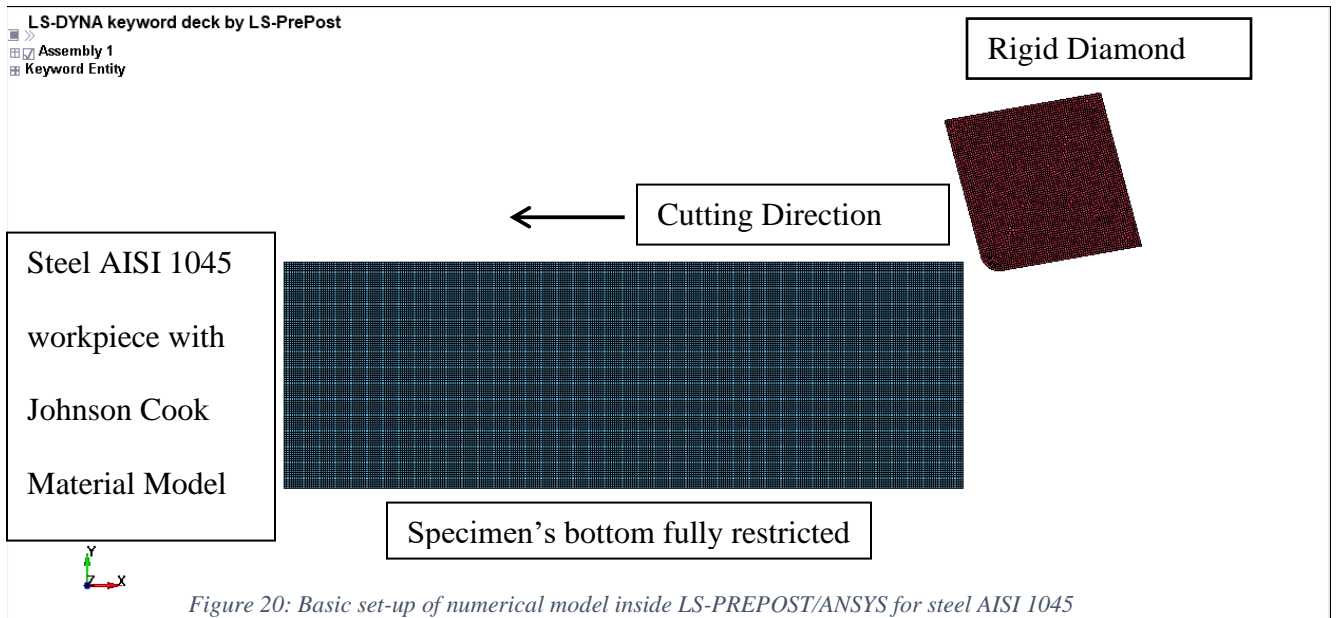 LS-DYNA keyword deck by LS-PrePost
Assembly 1
Keyword Entity
Rigid Diamond
Cutting Direction
Steel AISI 1045
workpiece with
Johnson Cook
Material Model
Specimen’s bottom fully restricted
Y
Z X
Figure 20: Basic set-up of numerical model inside LS-PREPOST/ANSYS for steel AISI 1045